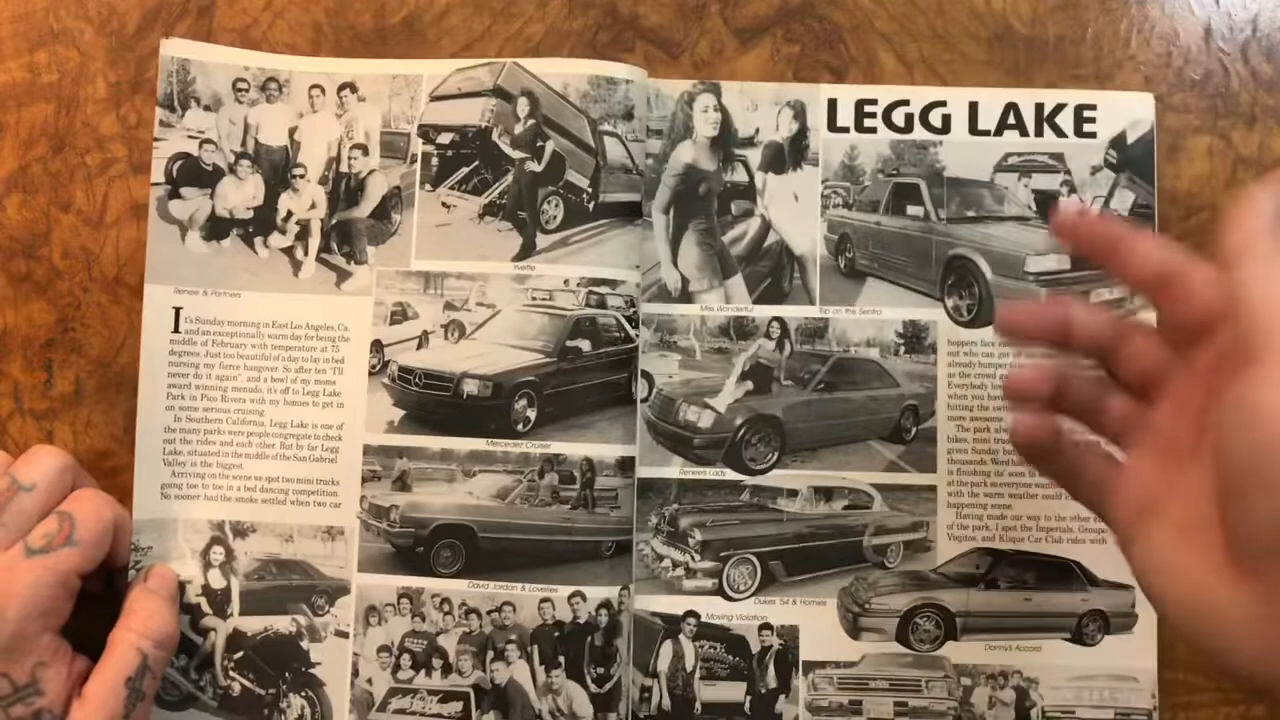 LEGG LAKE
Renee & Partners
Yvette
Miss Wonderful
Top on this Sentra
It's Sunday morning in East Los Angeles, Ca.
and an exceptionally warm day for being the
middle of February with temperature at 75
degrees. Just too beautiful of a day to lay in bed
nursing my fierce hangover. So after ten "I'll
never do it again", and a bowl of my moms
award winning menudo, it's off to Legg Lake
Park in Pico Rivera with my homies to get in
on some serious cruising.
In Southern California, Legg Lake is one of
the many parks were people congregate to check
out the rides and each other. But by far Legg
Lake, situated in the middle of the San Gabriel
Valley is the biggest.
Arriving on the scene we spot two mini trucks
going toe to toe in a bed dancing competition.
No sooner had the smoke settled when two car
Mercedez Cruiser
David Jordan & Lovelies
Renee's Lady
Dukes '54 & Homies
Moving Violation
Danny's Accord
hoppers face
out who can get
already bumper
as the crowd
Everybody
when you have
hitting the
more awesome.
The park
bikes, mini
given Sunday
thousands. Word
is finishing its' soon to
at the park so everyone
with the warm weather could
happening scene.
Having made our way to the other
of the park, I spot the Imperials, Groupe
Viejitos, and Klique Car Club rides with